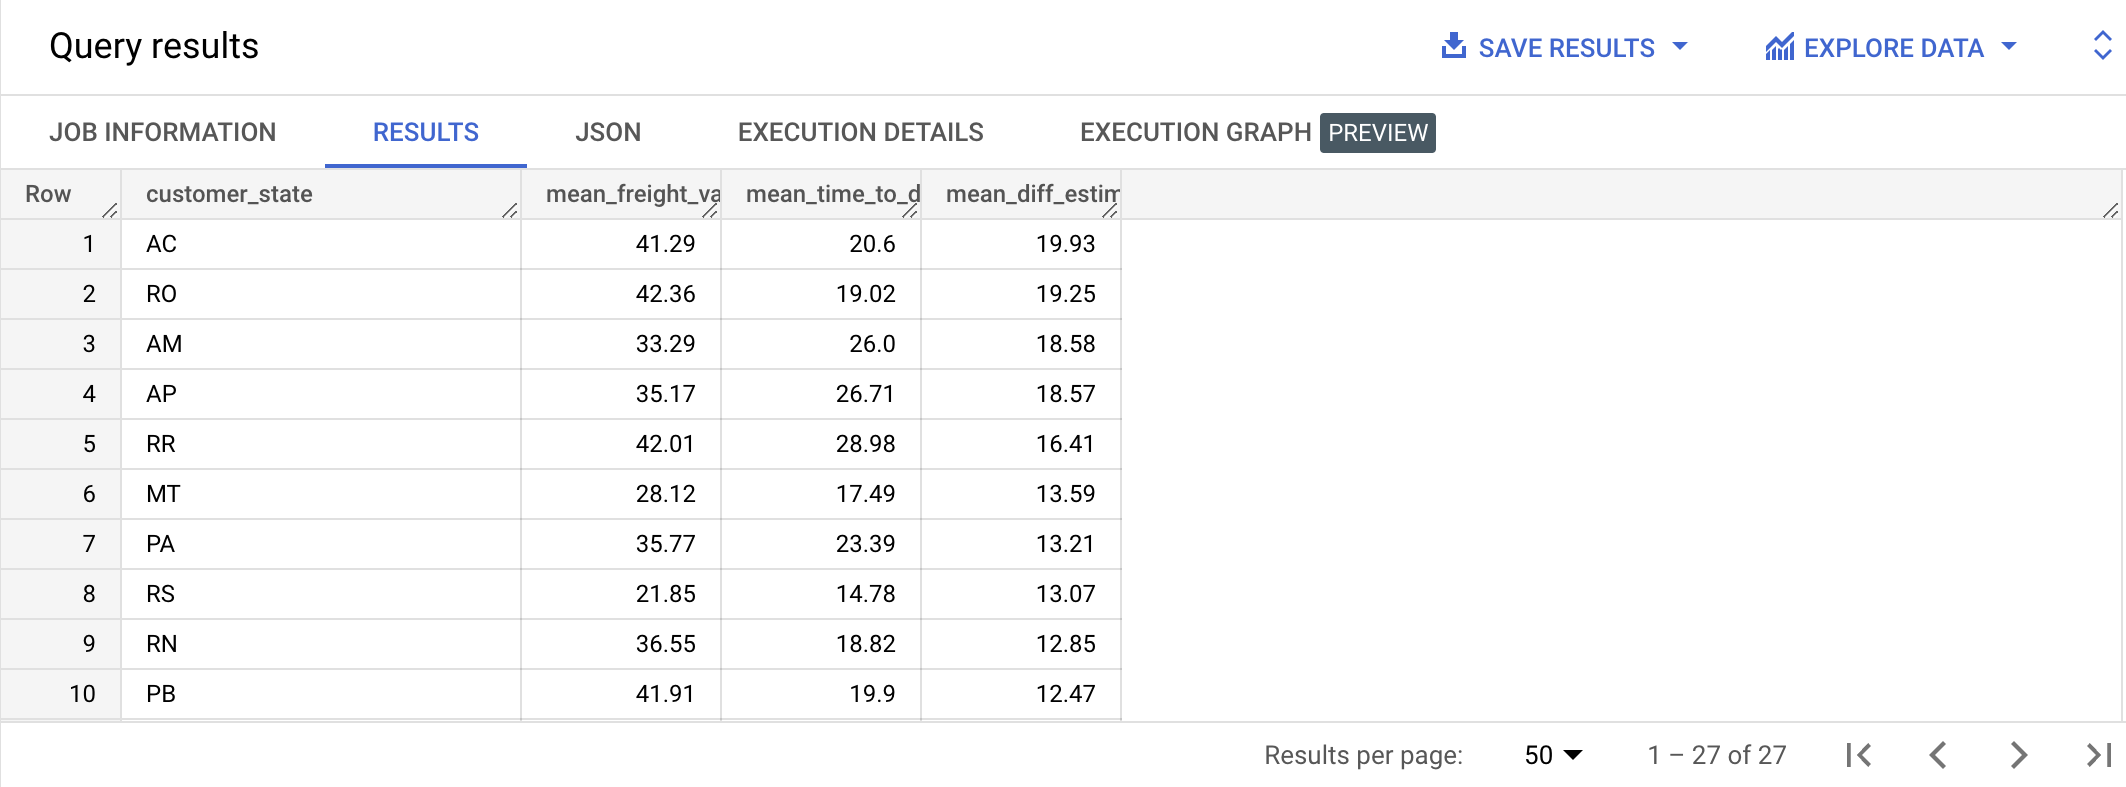 Query results SAVE RESULTS EXPLORE DATA
JOB INFORMATION RESULTS JSON EXECUTION DETAILS EXECUTION GRAPH PREVIEW
Row customer_state mean_freight_va mean_time_to_d mean_diff_estim
1 AC 41.29 20.6 19.93
2 RO 42.36 19.02 19.25
3 AM 33.29 26.0 18.58
4 AP 35.17 26.71 18.57
5 RR 42.01 28.98 16.41
6 MT 28.12 17.49 13.59
7 PA 35.77 23.39 13.21
8 RS 21.85 14.78 13.07
9 RN 36.55 18.82 12.85
10 PB 41.91 19.9 12.47
Results per page: 50 1 – 27 of 27